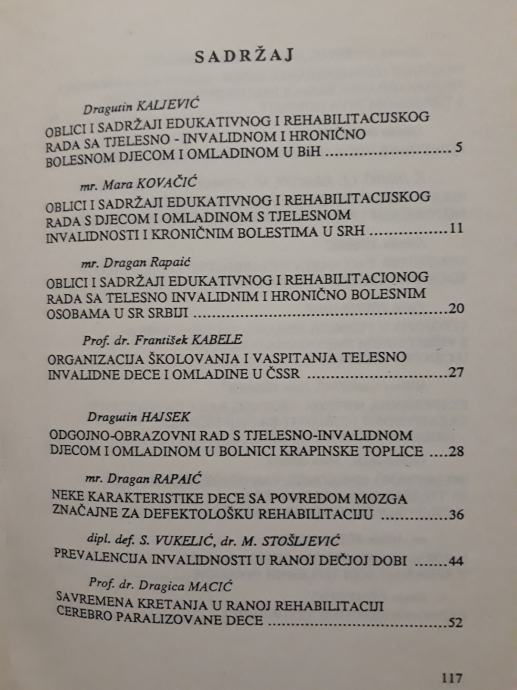 SADRŽAJ
Dragutin KALJEVIĆ
OBLICI I SADRŽAJI EDUKATIVNOG I REHABILITACIJSKOG
RADA SA TJELESNO - INVALIDNOM I HRONIČNO
BOLESNOM DJECOM I OMLADINOM U BiH .................... 5
mr. Mara KOVAČIĆ
OBLICI I SADRŽAJI EDUKATIVNOG I REHABILITACIJSKOG
RADA S DJECOM I OMLADINOM S TJELESNOM
INVALIDNOSTI I KRONIČNIM BOLESTIMA U SRH ............. 11
mr. Dragan Rapaić
OBLICI I SADRŽAJI EDUKATIVNOG I REHABILITACIONOG
RADA SA TELESNO INVALIDNIM I HRONIČNO BOLESNIM
OSOBAMA U SR SRBIJI ........................................... 20
Prof. dr. František KABELE
ORGANIZACIJA ŠKOLOVANJA I VASPITANJA TELESNO
INVALIDNE DECE I OMLADINE U ČSSR ....................... 27
Dragutin HAJSEK
ODGOJNO-OBRAZOVNI RAD S TJELESNO-INVALIDNOM
DJECOM I OMLADINOM U BOLNICI KRAPINSKE TOPLICE ....28
mr. Dragan RAPAIĆ
NEKE KARAKTERISTIKE DECE SA POVREDOM MOZGA
ZNAČAJNE ZA DEFEKTOLOŠKU REHABILITACIJU ............ 36
dipl. def. S. VUKELIĆ, dr. M. STOŠLJEVIĆ
PREVALENCIJA INVALIDNOSTI U RANOJ DEČJOJ DOBI .......44
Prof. dr. Dragica MACIĆ
SAVREMENA KRETANJA U RANOJ REHABILITACIJI
CEREBRO PARALIZOVANE DECE ................................ 52
117